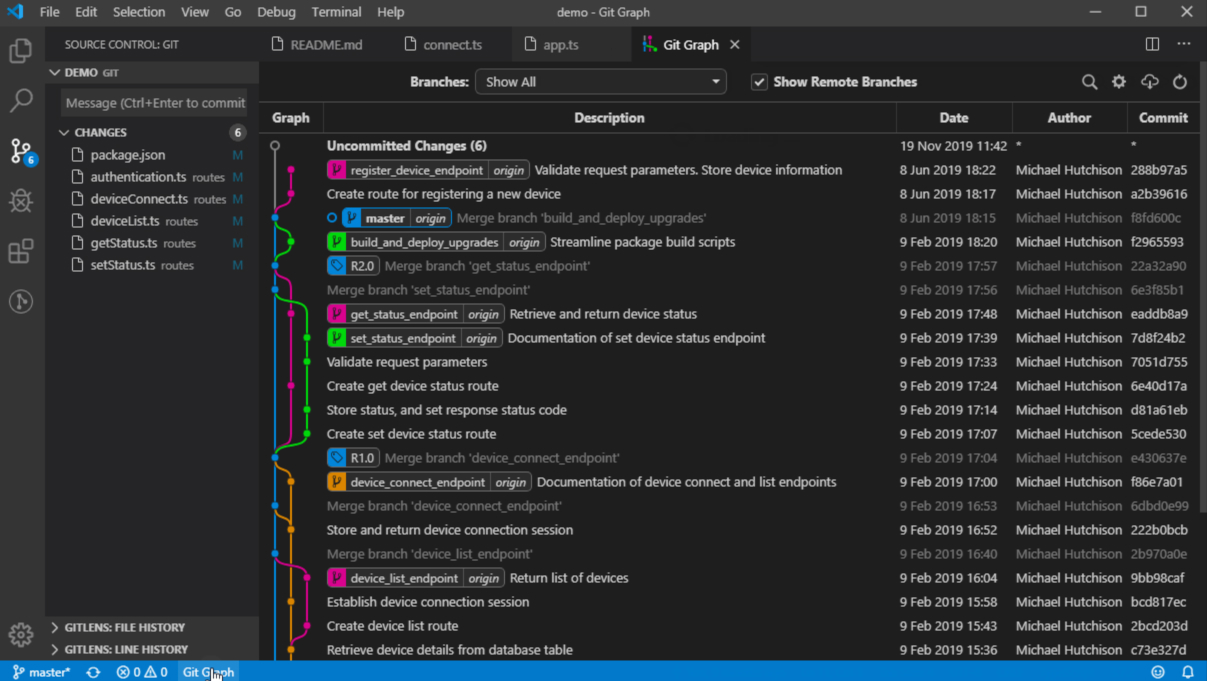 File Edit Selection View Go Debug Terminal Help demo - Git Graph
SOURCE CONTROL: GIT
README.md connect.ts app.ts Git Graph
DEMO GIT
Message (Ctrl+Enter to commit
CHANGES 6
package.json M
authentication.ts routes M
deviceConnect.ts routes M
deviceList.ts routes M
getStatus.ts routes M
setStatus.ts routes M
6
GITLENS: FILE HISTORY
GITLENS: LINE HISTORY
Branches: Show All Show Remote Branches
Graph Description Date Author Commit
Uncommitted Changes (6) 19 Nov 2019 11:42 * *
register_device_endpoint origin Validate request parameters. Store device information 8 Jun 2019 18:22 Michael Hutchison 288b97a5
Create route for registering a new device 8 Jun 2019 18:17 Michael Hutchison a2b39616
master origin Merge branch 'build_and_deploy_upgrades' 8 Jun 2019 18:15 Michael Hutchison f8fd600c
build_and_deploy_upgrades origin Streamline package build scripts 9 Feb 2019 18:20 Michael Hutchison f2965593
R2.0 Merge branch 'get_status_endpoint' 9 Feb 2019 17:57 Michael Hutchison 22a32a90
Merge branch 'set_status_endpoint' 9 Feb 2019 17:56 Michael Hutchison 6e3f85b1
get_status_endpoint origin Retrieve and return device status 9 Feb 2019 17:48 Michael Hutchison eaddb8a9
set_status_endpoint origin Documentation of set device status endpoint 9 Feb 2019 17:39 Michael Hutchison 7d8f24b2
Validate request parameters 9 Feb 2019 17:33 Michael Hutchison 7051d755
Create get device status route 9 Feb 2019 17:24 Michael Hutchison 6e40d17a
Store status, and set response status code 9 Feb 2019 17:14 Michael Hutchison d81a61eb
Create set device status route 9 Feb 2019 17:07 Michael Hutchison 5cede530
R1.0 Merge branch 'device_connect_endpoint' 9 Feb 2019 17:04 Michael Hutchison e430637e
device_connect_endpoint origin Documentation of device connect and list endpoints 9 Feb 2019 17:00 Michael Hutchison f86e7a01
Merge branch 'device_connect_endpoint' 9 Feb 2019 16:53 Michael Hutchison 6dbd0e99
Store and return device connection session 9 Feb 2019 16:52 Michael Hutchison 222b0bcb
Merge branch 'device_list_endpoint' 9 Feb 2019 16:40 Michael Hutchison 2b970a0e
device_list_endpoint origin Return list of devices 9 Feb 2019 16:04 Michael Hutchison 9bb98caf
Establish device connection session 9 Feb 2019 15:58 Michael Hutchison bcd817ec
Create device list route 9 Feb 2019 15:43 Michael Hutchison 2bcd203d
Retrieve device details from database table 9 Feb 2019 15:36 Michael Hutchison c73e327d
master* 0 0 Git Graph